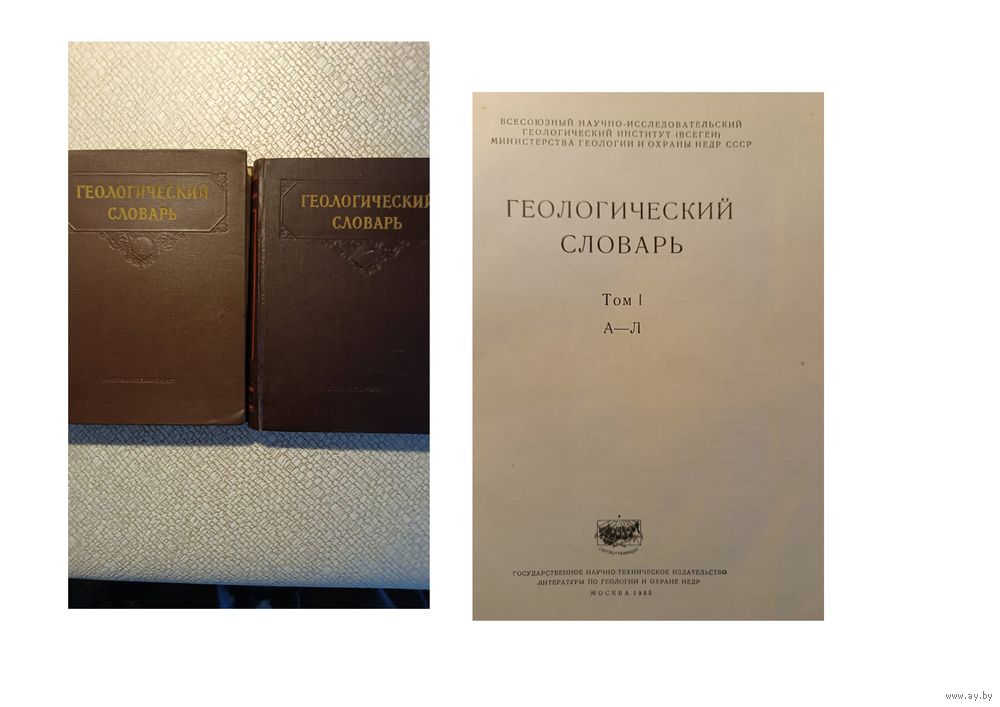 ГЕОЛОГИЧЕСКИЙ
СЛОВАРЬ
ГЕОЛОГИЧЕСКИЙ
СЛОВАРЬ
ВСЕСОЮЗНЫЙ НАУЧНО-ИССЛЕДОВАТЕЛЬСКИЙ
ГЕОЛОГИЧЕСКИЙ ИНСТИТУТ (ВСЕГЕИ)
МИНИСТЕРСТВА ГЕОЛОГИИ И ОХРАНЫ НЕДР СССР
ГЕОЛОГИЧЕСКИЙ
СЛОВАРЬ
Том I
А—Л
ГОСУДАРСТВЕННОЕ НАУЧНО-ТЕХНИЧЕСКОЕ ИЗДАТЕЛЬСТВО
ЛИТЕРАТУРЫ ПО ГЕОЛОГИИ И ОХРАНЕ НЕДР
МОСКВА 1955
www.ay.by